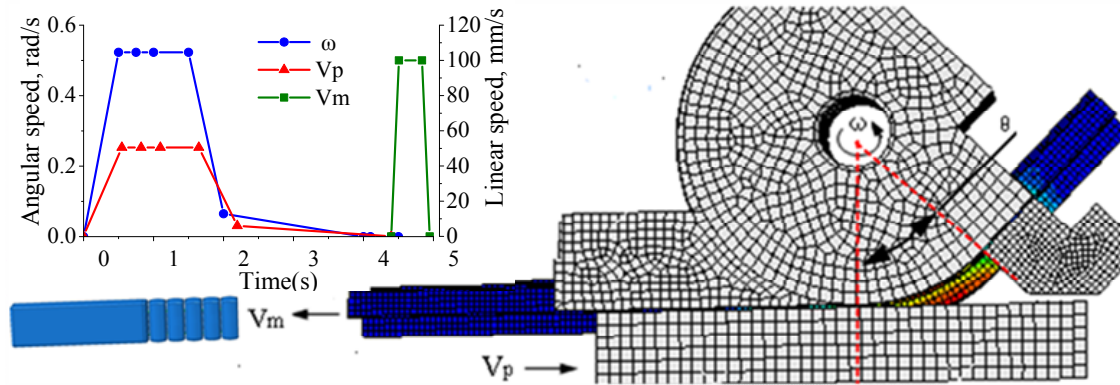 Angular speed, rad/s
0.6
0.4
0.2
0.0
ω
Vp
Vm
120
100
80
60
40
20
0
Linear speed, mm/s
0 1 2 3 4 5
Time(s)
ω
θ
Vm
Vp